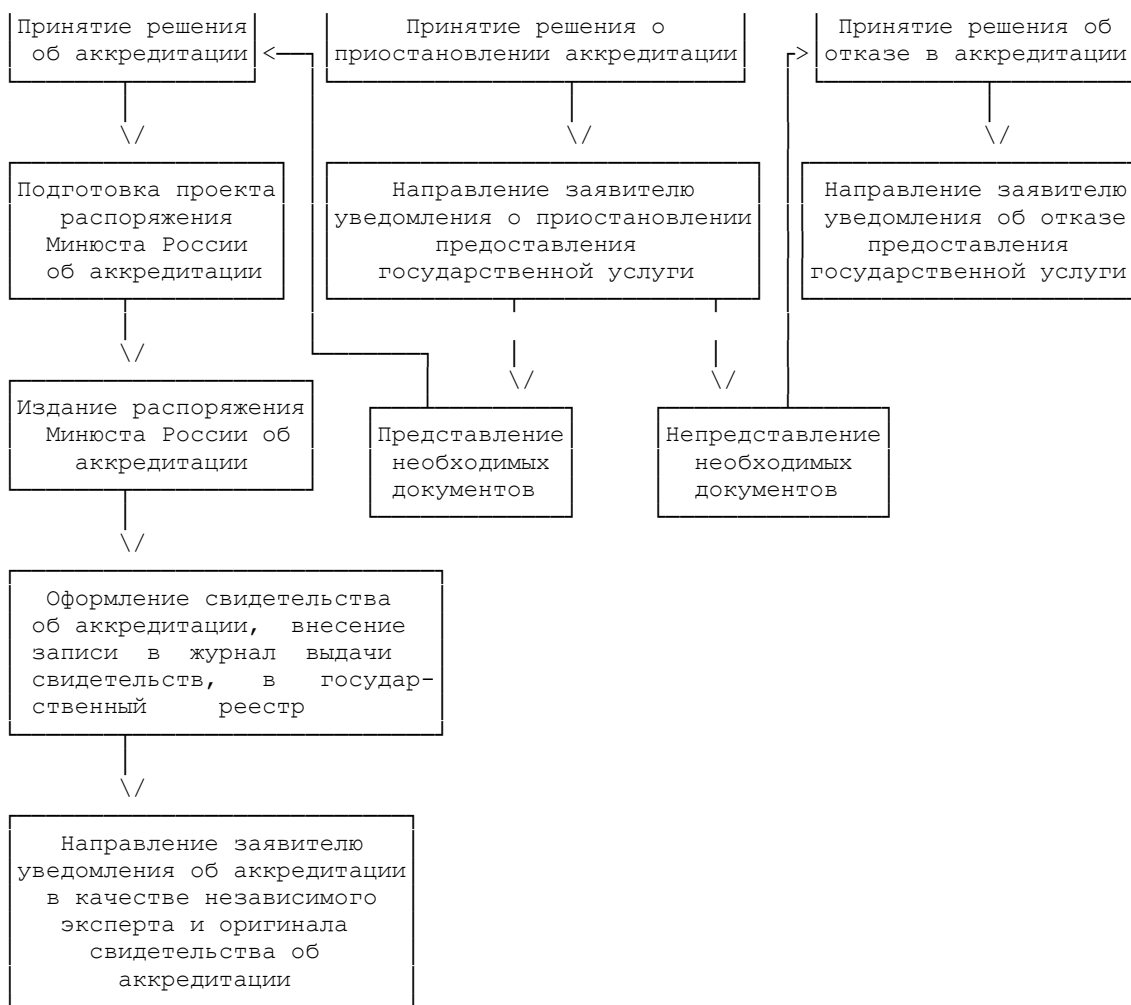 Принятие решения
об аккредитации
Принятие решения о
приостановлении аккредитации
Принятие решения об
отказе в аккредитации
Подготовка проекта
распоряжения
Минюста России
об аккредитации
Направление заявителю
уведомления о приостановлении
предоставления
государственной услуги
Направление заявителю
уведомления об отказе
предоставления
государственной услуги
Издание распоряжения
Минюста России об
аккредитации
Представление
необходимых
документов
Непредставление
необходимых
документов
Оформление свидетельства
об аккредитации, внесение
записи в журнал выдачи
свидетельств, в государ-
ственный реестр
Направление заявителю
уведомления об аккредитации
в качестве независимого
эксперта и оригинала
свидетельства об
аккредитации